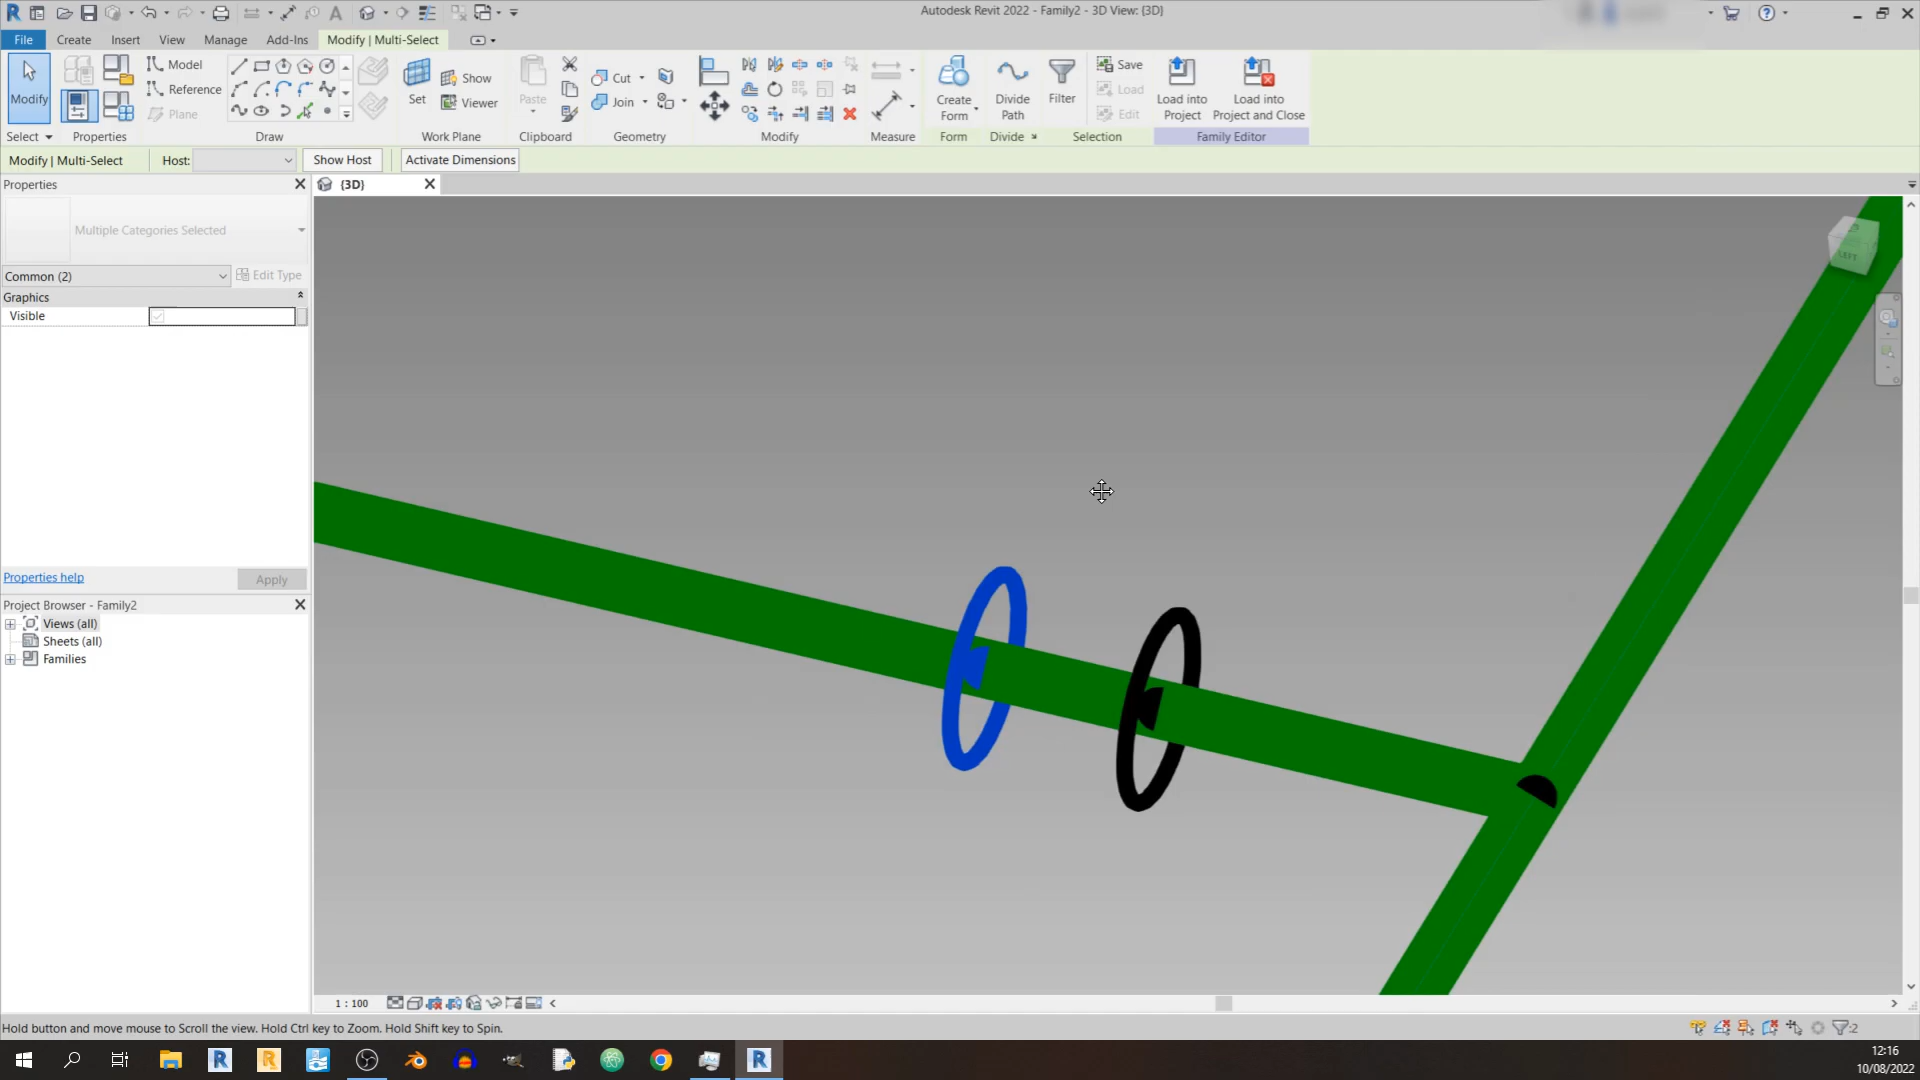 Autodesk Revit 2022 - Family2 - 3D View: {3D}
File Create Insert View Manage Add-Ins Modify | Multi-Select
Modify
Model
Reference
Plane
Set
Show
Viewer
Paste
Cut
Join
Create Form
Divide Path
Filter
Save
Load
Edit
Load into Project
Load into Project and Close
Select Properties Draw Work Plane Clipboard Geometry Modify Measure Form Divide Selection Family Editor
Modify | Multi-Select Host: Show Host Activate Dimensions
Properties
{3D}
Multiple Categories Selected
Common (2) Edit Type
Graphics
Visible
LEFT
Properties help Apply
Project Browser - Family2
Views (all)
Sheets (all)
Families
1 : 100
Hold button and move mouse to Scroll the view. Hold Ctrl key to Zoom. Hold Shift key to Spin.
:2
12:16
10/08/2022